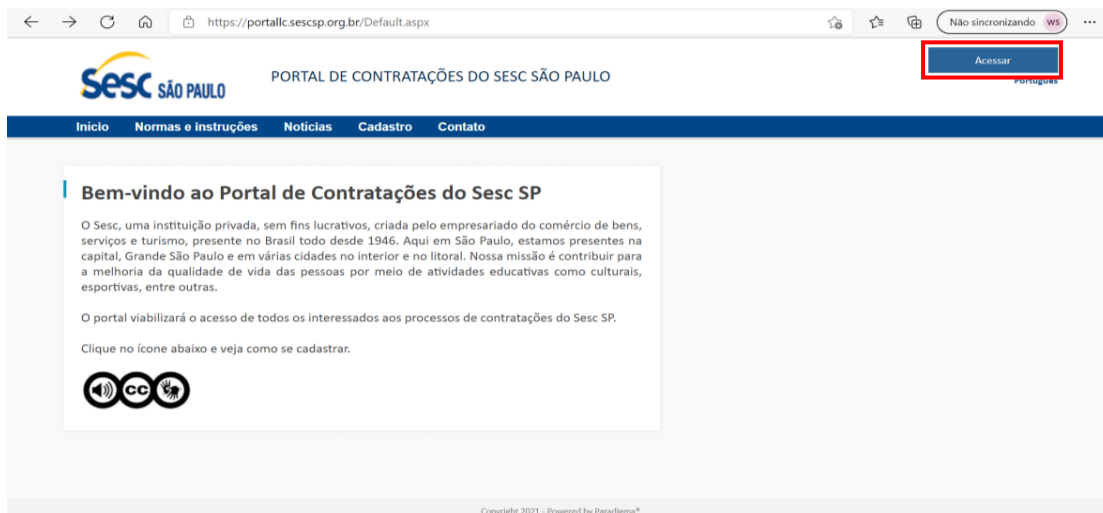 https://portallc.sescsp.org.br/Default.aspx
Não sincronizando WS
Sesc SÃO PAULO
PORTAL DE CONTRATAÇÕES DO SESC SÃO PAULO
Acessar
Português
Início Normas e instruções Notícias Cadastro Contato
Bem-vindo ao Portal de Contratações do Sesc SP
O Sesc, uma instituição privada, sem fins lucrativos, criada pelo empresariado do comércio de bens,
serviços e turismo, presente no Brasil todo desde 1946. Aqui em São Paulo, estamos presentes na
capital, Grande São Paulo e em várias cidades no interior e no litoral. Nossa missão é contribuir para
a melhoria da qualidade de vida das pessoas por meio de atividades educativas como culturais,
esportivas, entre outras.
O portal viabilizará o acesso de todos os interessados aos processos de contratações do Sesc SP.
Clique no ícone abaixo e veja como se cadastrar.
CC
Copyright 2021 - Powered by Paradigma®